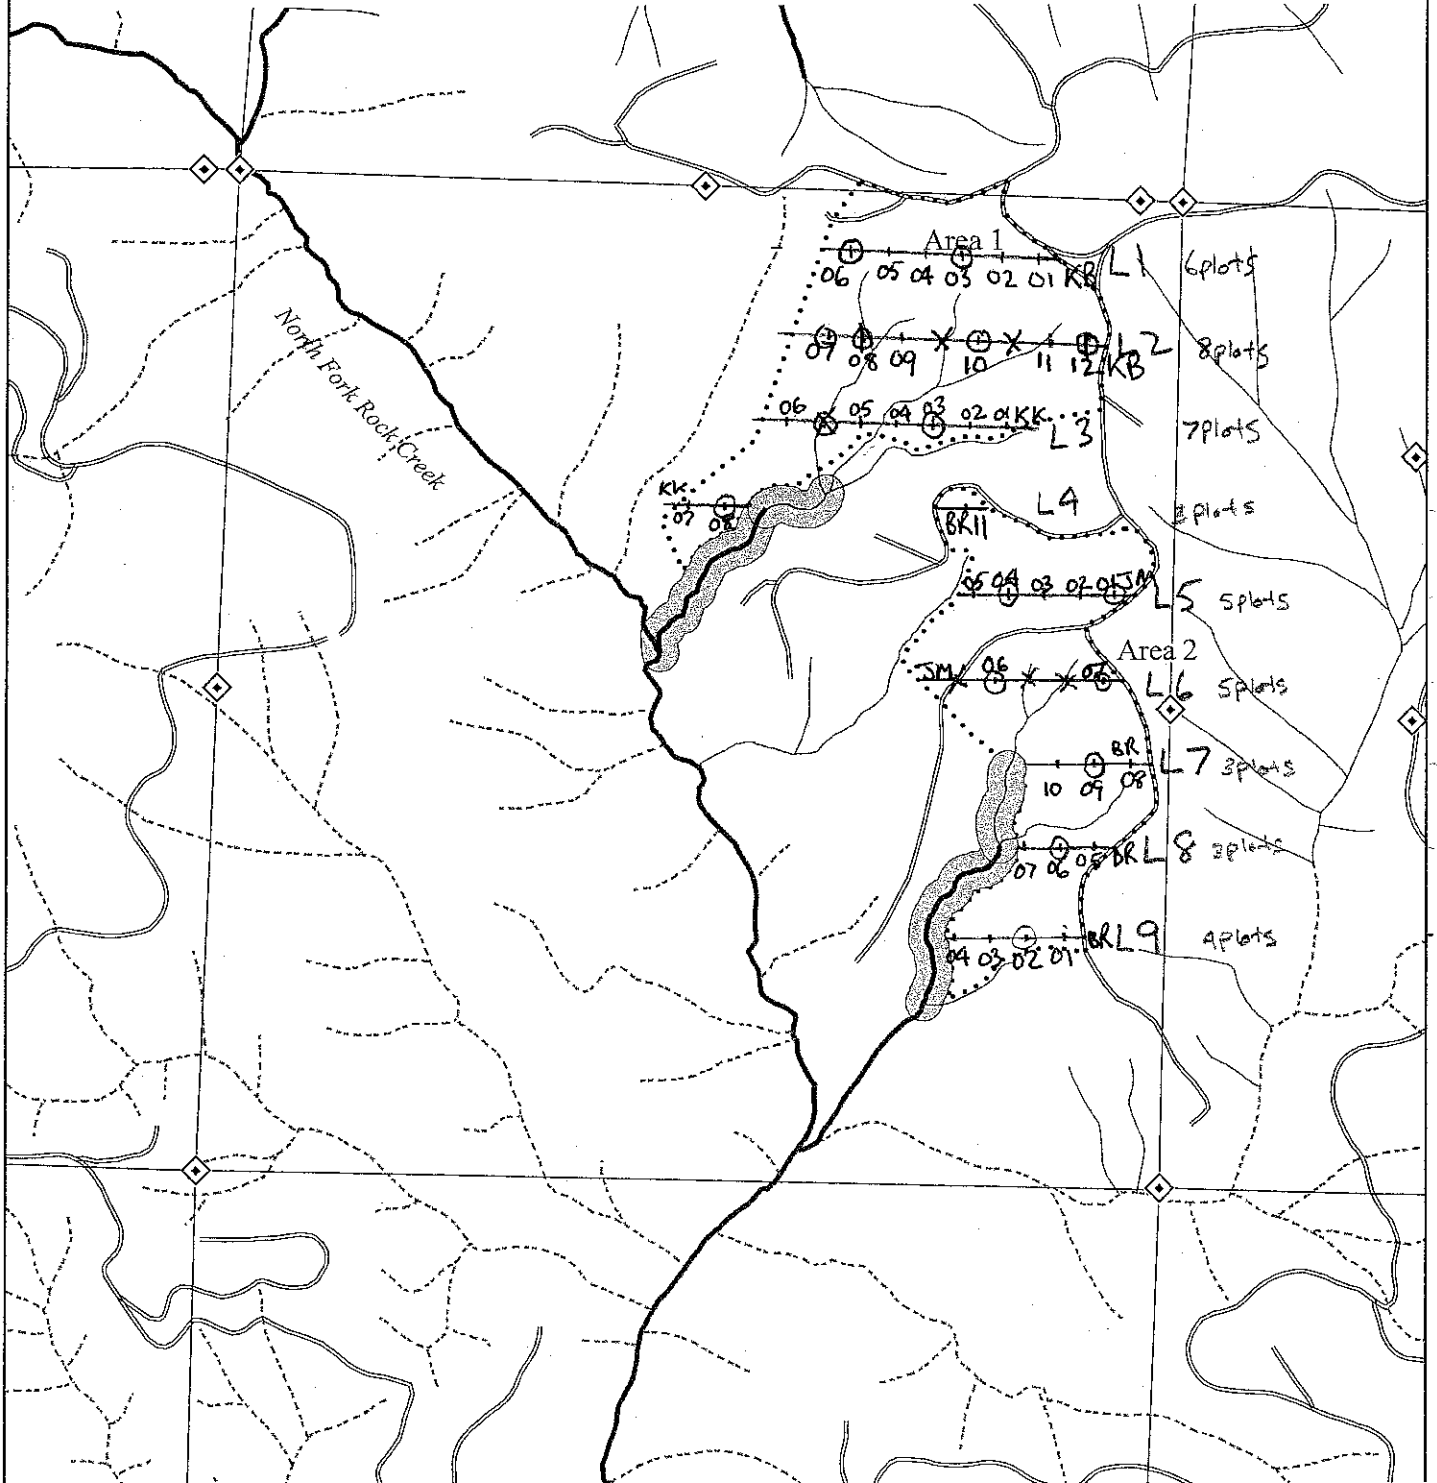 Area 1
06 05 04 03 02 01 KB L1 6plots
07 08 09 10 11 12 KB L2 8plots
06 05 04 03 02 01 KK L3 7plots
KK
07 08
BR11 L4 plots
05 04 03 02 01 JM L5 5plots
Area 2
JM 06 07 L6 5plots
10 09 08 BR L7 3plots
07 06 05 BR L8 3plots
04 03 02 01 BR L9 4plots
North Fork Rock Creek